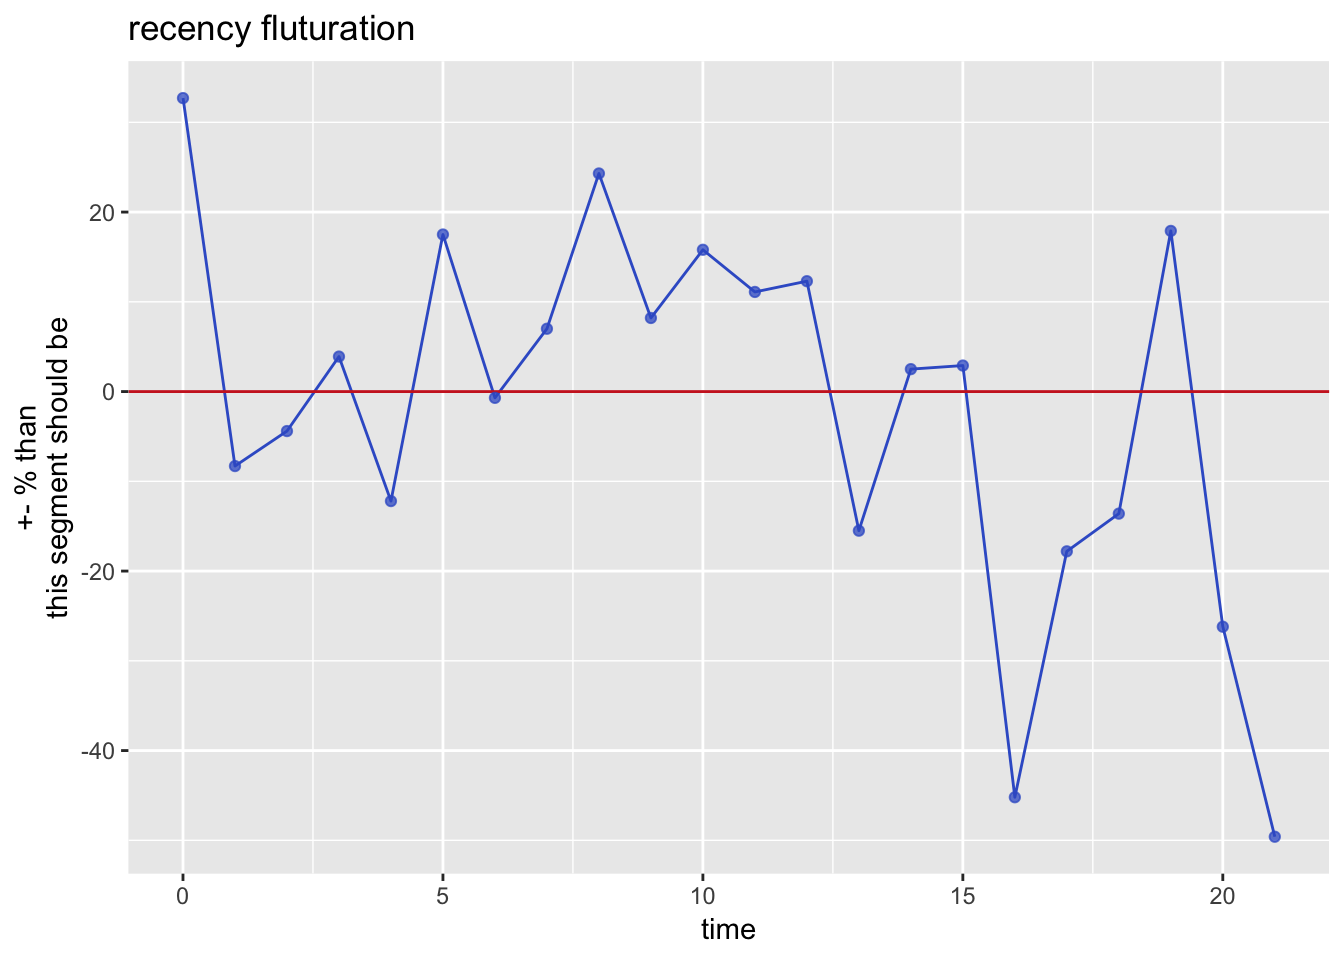 recency fluturation
+- % than
this segment should be
20
0
-20
-40
0
5
10
15
20
time